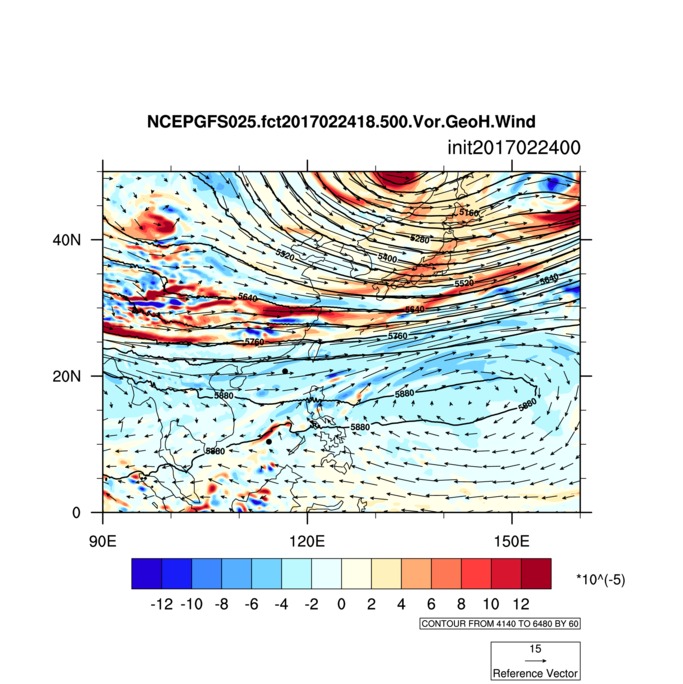 NCEPGFS025.fct2017022418.500.Vor.GeoH.Wind
init2017022400
5160
5280
5400
5520
5520
5640
5640
5640
5760
5760
5880
5880
5880
5880
5880
40N
20N
0
90E 120E 150E
-12 -10 -8 -6 -4 -2 0 2 4 6 8 10 12
*10^(-5)
CONTOUR FROM 4140 TO 6480 BY 60
15
Reference Vector